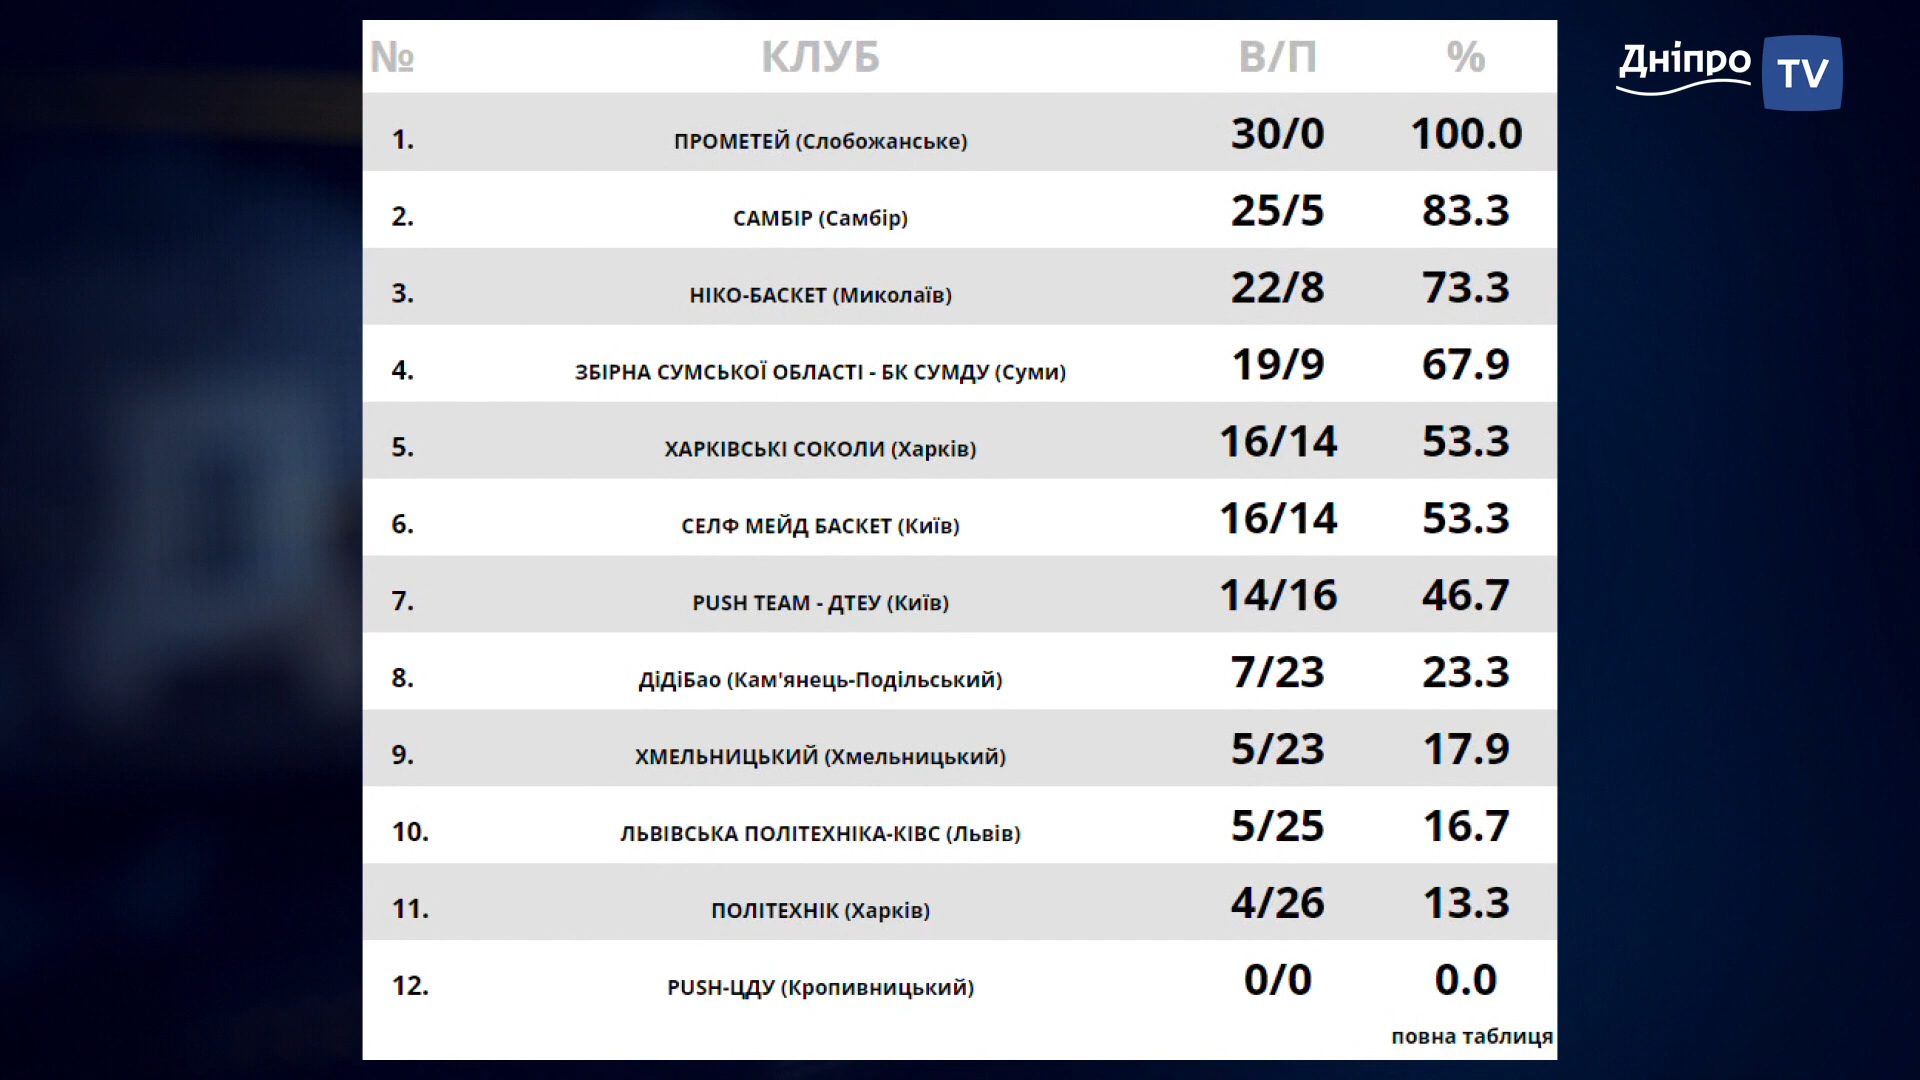 № КЛУБ В/П %
1. ПРОМЕТЕЙ (Слобожанське) 30/0 100.0
2. САМБІР (Самбір) 25/5 83.3
3. НІКО-БАСКЕТ (Миколаїв) 22/8 73.3
4. ЗБІРНА СУМСЬКОЇ ОБЛАСТІ - БК СУМДУ (Суми) 19/9 67.9
5. ХАРКІВСЬКІ СОКОЛИ (Харків) 16/14 53.3
6. СЕЛФ МЕЙД БАСКЕТ (Київ) 16/14 53.3
7. PUSH TEAM - ДТЕУ (Київ) 14/16 46.7
8. ДіДіБао (Кам'янець-Подільський) 7/23 23.3
9. ХМЕЛЬНИЦЬКИЙ (Хмельницький) 5/23 17.9
10. ЛЬВІВСЬКА ПОЛІТЕХНІКА-КІВС (Львів) 5/25 16.7
11. ПОЛІТЕХНІК (Харків) 4/26 13.3
12. PUSH-ЦДУ (Кропивницький) 0/0 0.0
повна таблиця
Дніпро TV